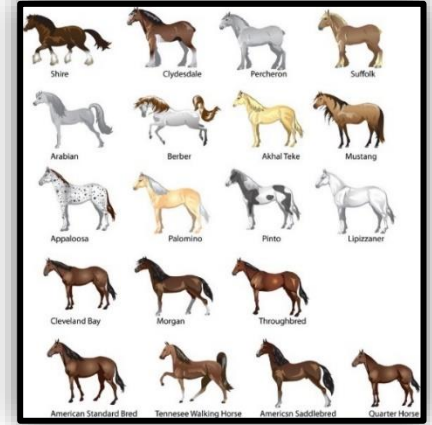 Shire Clydesdale Percheron Suffolk
Arabian Berber Akhal Teke Mustang
Appaloosa Palomino Pinto Lipizzaner
Cleveland Bay Morgan Throughbred
American Standard Bred Tennesee Walking Horse Americsn Saddlebred Quarter Horse